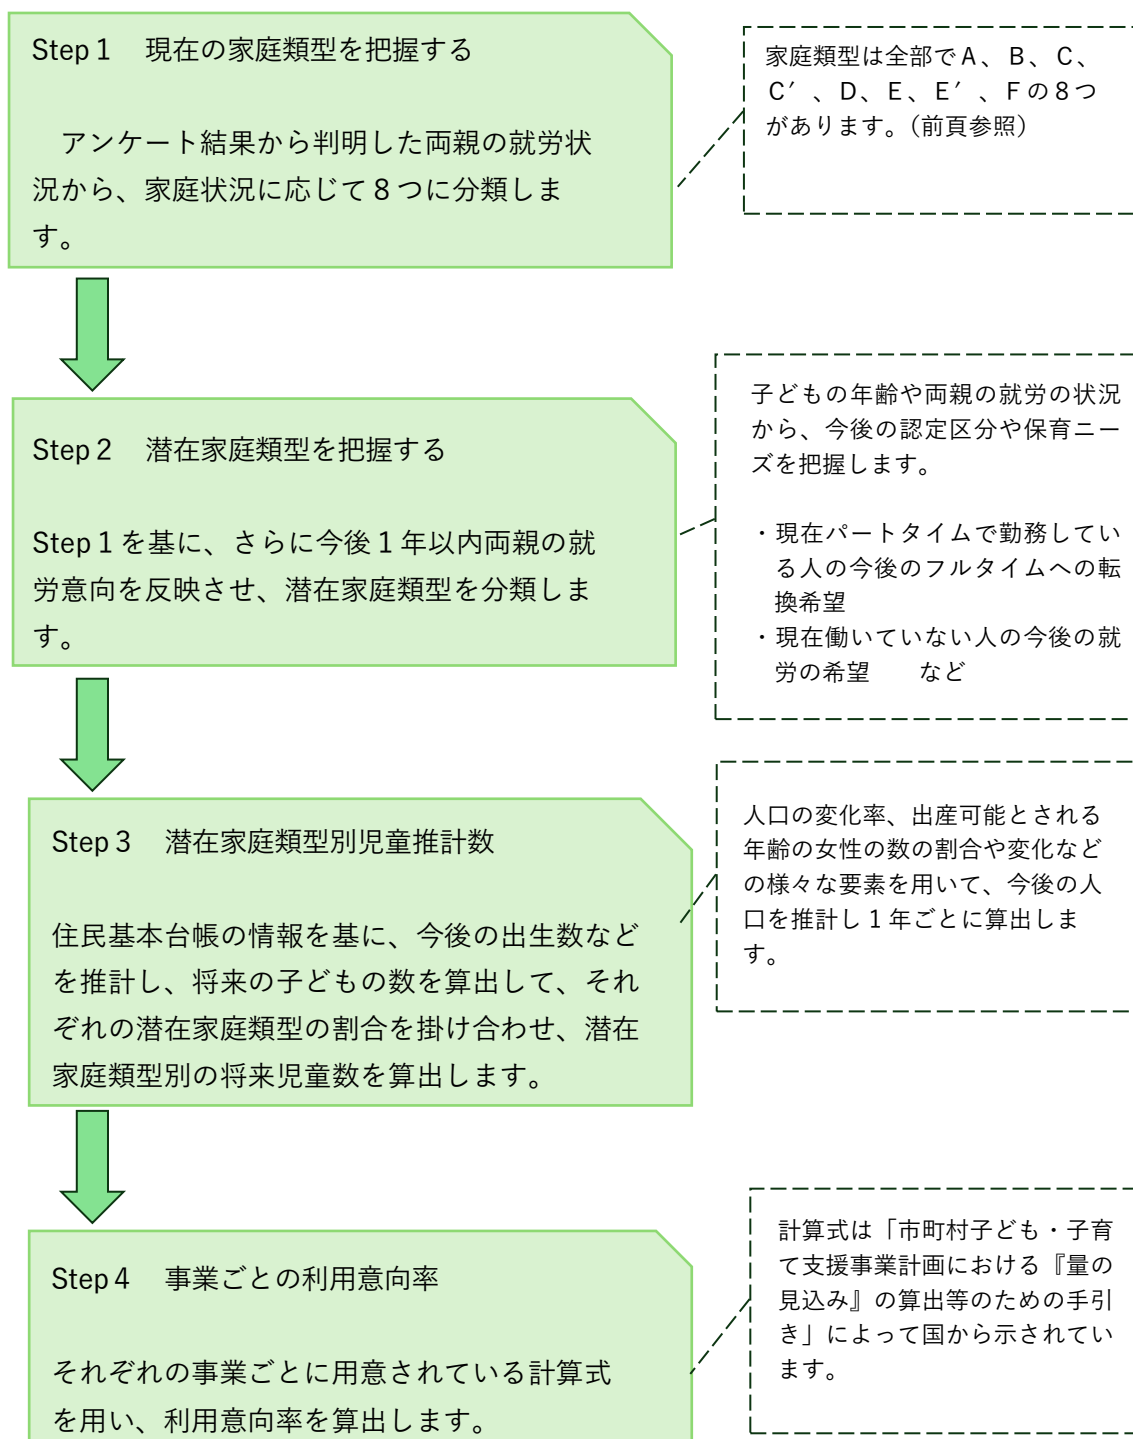 Step１　現在の家庭類型を把握する
　アンケート結果から判明した両親の就労状
況から、家庭状況に応じて８つに分類しま
す。
家庭類型は全部でＡ、Ｂ、Ｃ、
Ｃ′、Ｄ、Ｅ、Ｅ′、Ｆの８つ
があります。（前頁参照）
Step２　潜在家庭類型を把握する
Step１を基に、さらに今後１年以内両親の就
労意向を反映させ、潜在家庭類型を分類しま
す。
子どもの年齢や両親の就労の状況
から、今後の認定区分や保育ニー
ズを把握します。
・現在パートタイムで勤務してい
る人の今後のフルタイムへの転
換希望
・現在働いていない人の今後の就
労の希望　　など
Step３　潜在家庭類型別児童推計数
住民基本台帳の情報を基に、今後の出生数など
を推計し、将来の子どもの数を算出して、それ
ぞれの潜在家庭類型の割合を掛け合わせ、潜在
家庭類型別の将来児童数を算出します。
人口の変化率、出産可能とされる
年齢の女性の数の割合や変化など
の様々な要素を用いて、今後の人
口を推計し１年ごとに算出しま
す。
Step４　事業ごとの利用意向率
それぞれの事業ごとに用意されている計算式
を用い、利用意向率を算出します。
計算式は「市町村子ども・子育
て支援事業計画における『量の
見込み』の算出等のための手引
き」によって国から示されてい
ます。